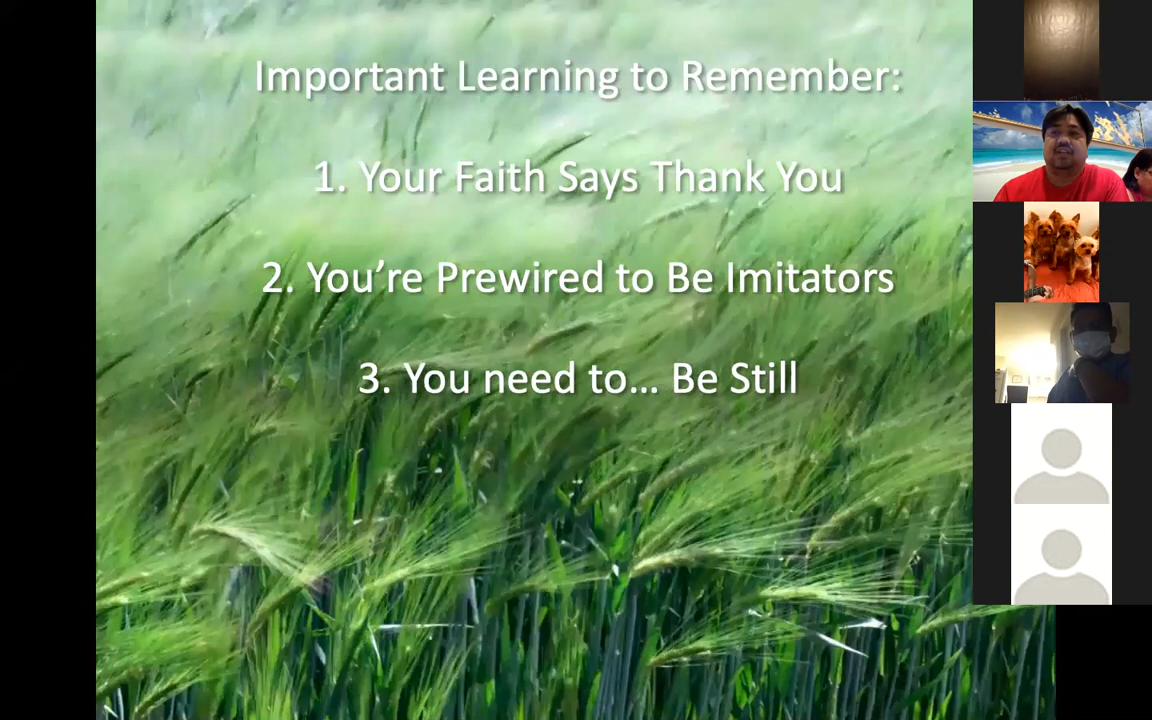 Important Learning to Remember:
1. Your Faith Says Thank You
2. You’re Prewired to Be Imitators
3. You need to... Be Still